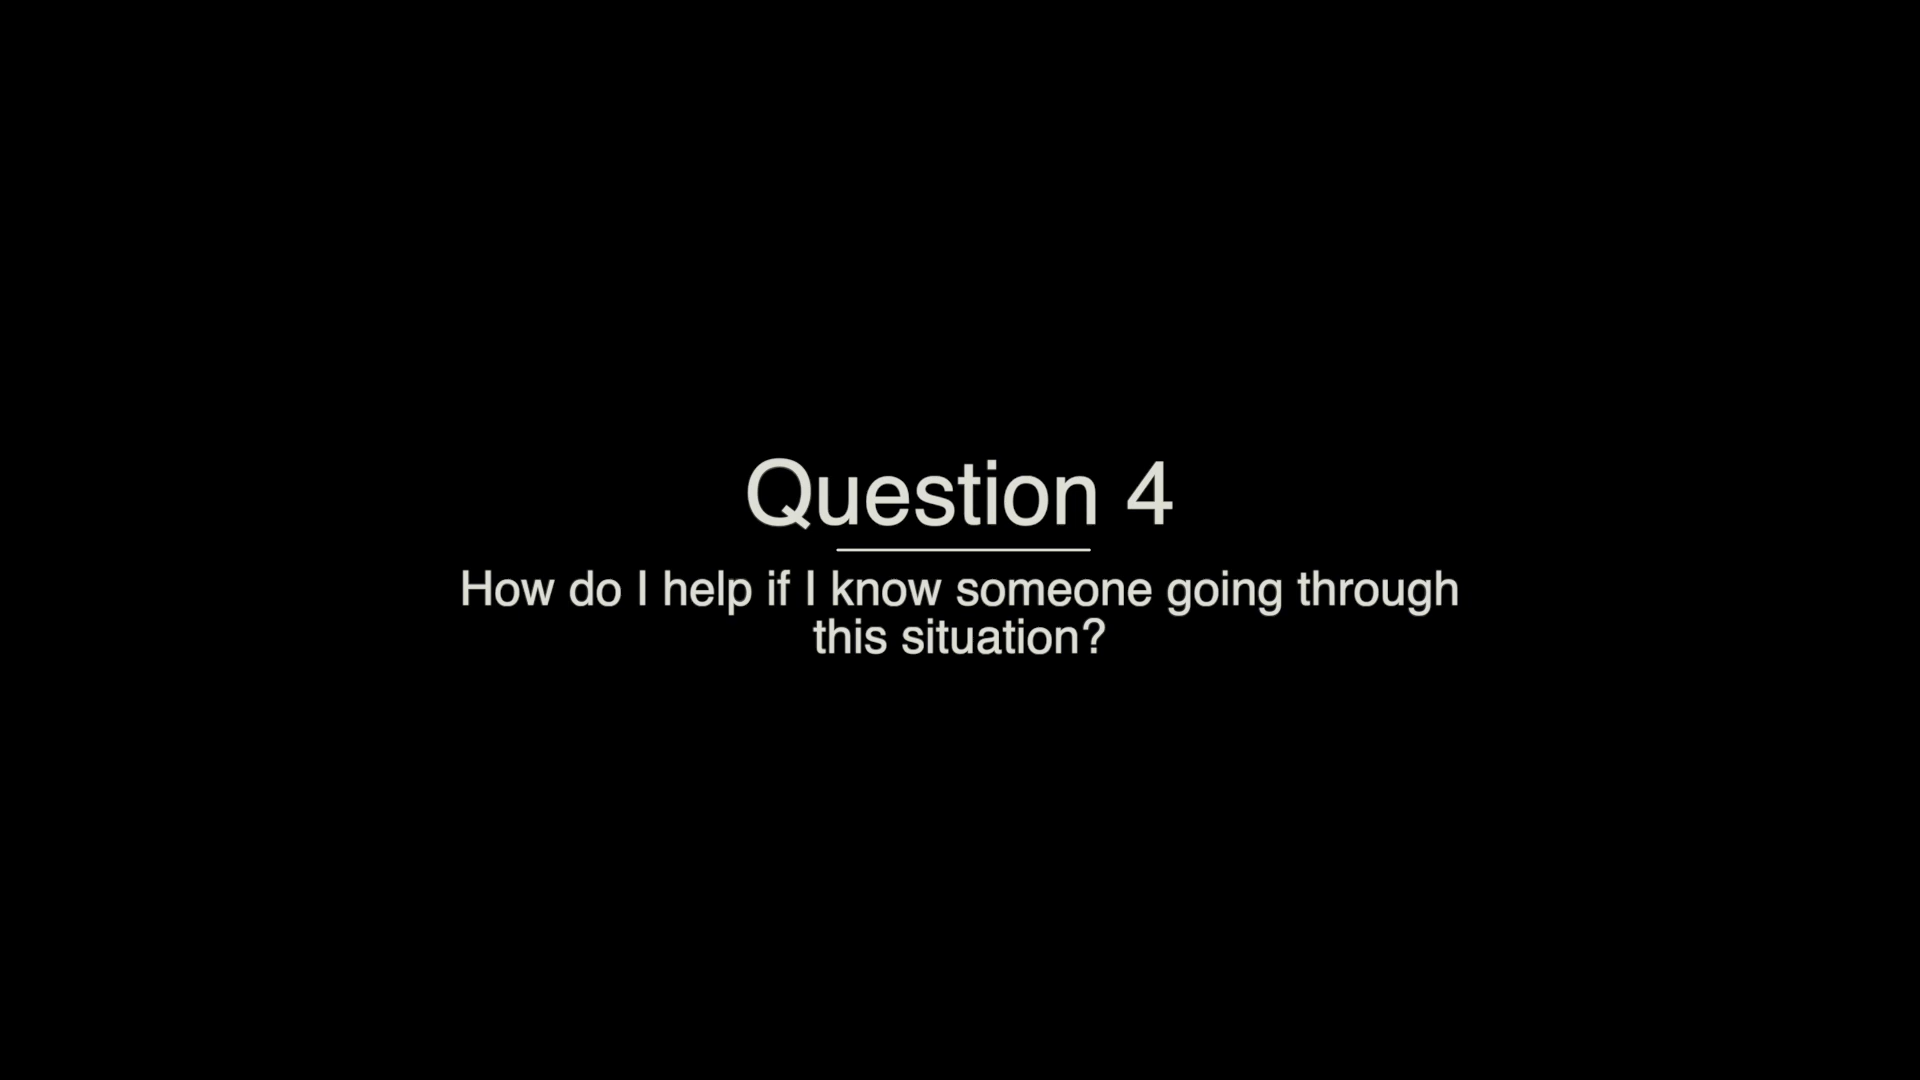 Question 4
How do I help if I know someone going through
this situation?